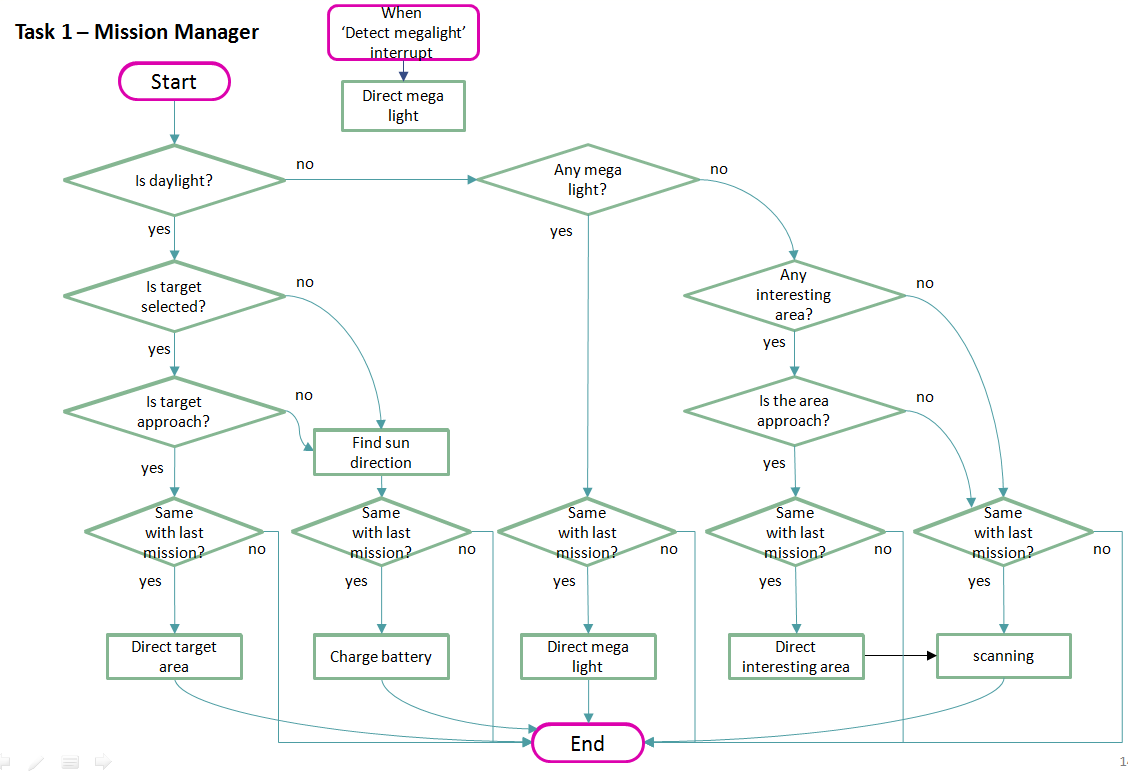 Task 1 – Mission Manager
When
‘Detect megalight’
interrupt
Direct mega
light
Start
Is daylight?
no
yes
Any mega
light?
no
yes
Is target
selected?
no
yes
Any
interesting
area?
no
yes
Is target
approach?
no
yes
Is the area
approach?
no
yes
Find sun
direction
Same
with last
mission?
no
yes
Same
with last
mission?
no
yes
Same
with last
mission?
no
yes
Same
with last
mission?
no
yes
Same
with last
mission?
no
yes
Direct target
area
Charge battery
Direct mega
light
Direct
interesting area
scanning
End